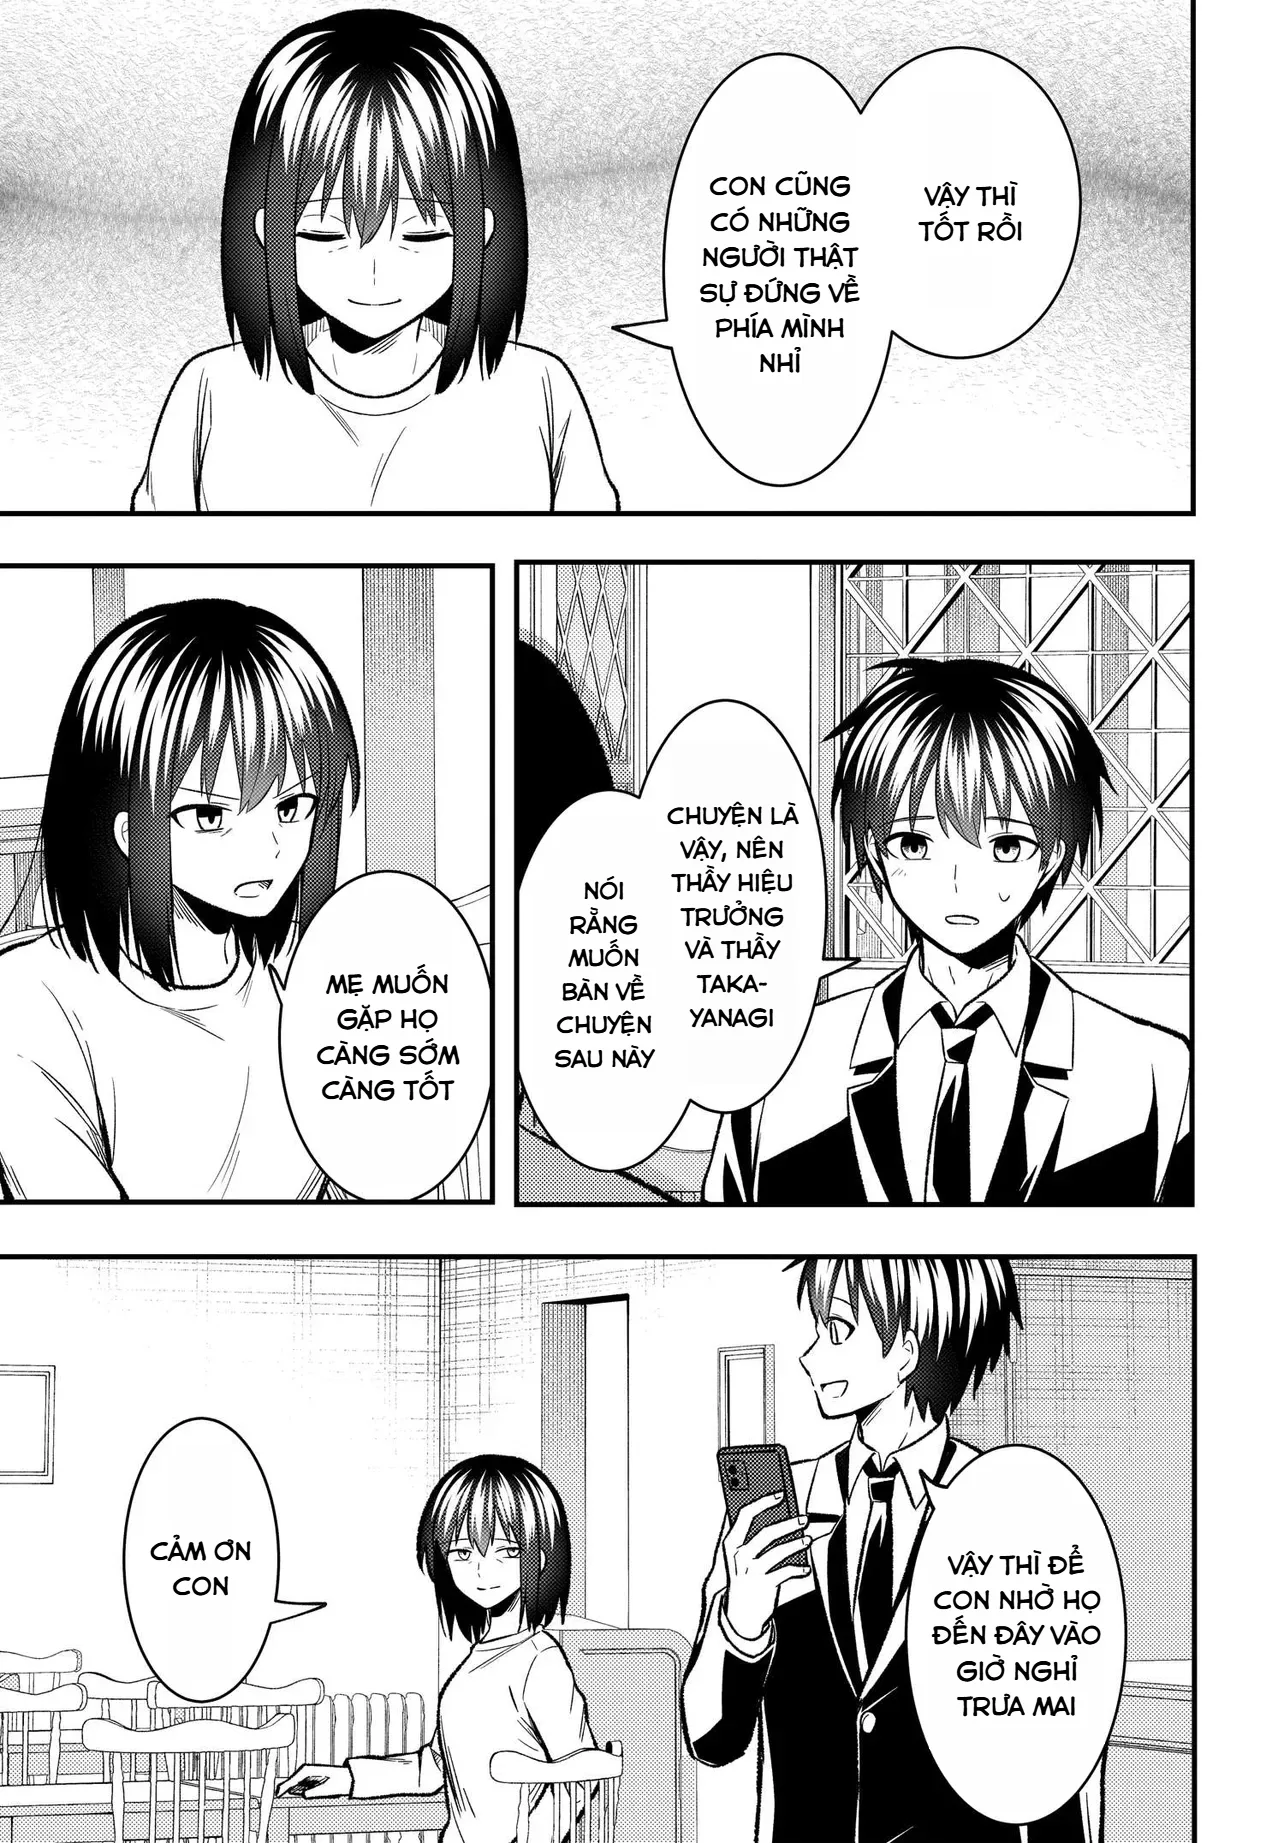 VẬY THÌ
TỐT RỒI
CON CŨNG
CÓ NHỮNG
NGƯỜI THẬT
SỰ ĐỨNG VỀ
PHÍA MÌNH
NHỈ
CHUYỆN LÀ
VẬY, NÊN
THẦY HIỆU
TRƯỞNG
VÀ THẦY
TAKA-
YANAGI
NÓI
RẰNG
MUỐN
BÀN VỀ
CHUYỆN
SAU NÀY
MẸ MUỐN
GẶP HỌ
CÀNG SỚM
CÀNG TỐT
VẬY THÌ ĐỂ
CON NHỜ HỌ
ĐẾN ĐÂY VÀO
GIỜ NGHỈ
TRƯA MAI
CẢM ƠN
CON